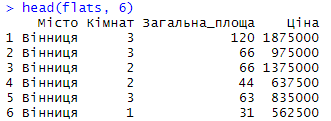 > head(flats, 6)
Місто Кімнат Загальна_площа Ціна
1 Вінниця 3 120 1875000
2 Вінниця 3 66 975000
3 Вінниця 2 66 1375000
4 Вінниця 2 44 637500
5 Вінниця 3 63 835000
6 Вінниця 1 31 562500